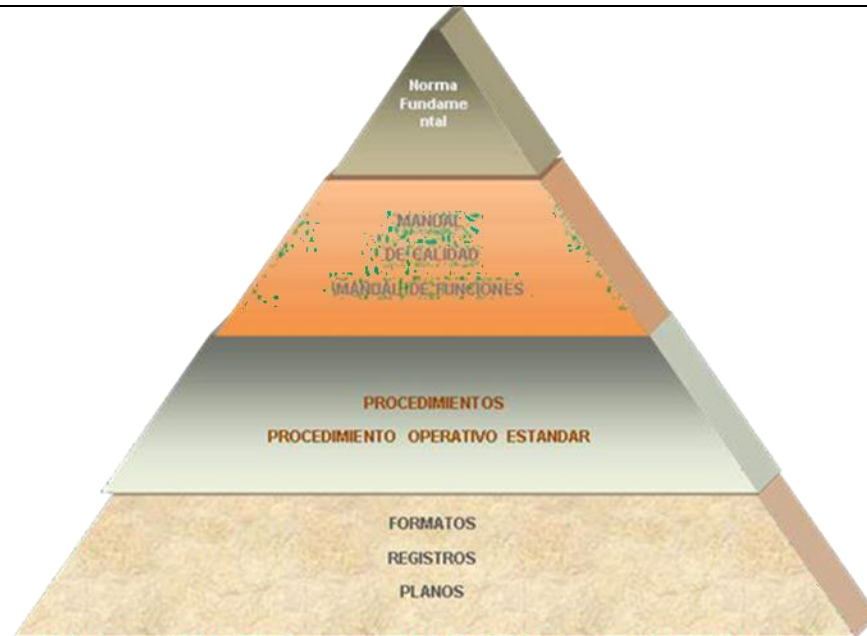 Norma
Fundame
ntal
MANUAL
DE CALIDAD
MANUAL DE FUNCIONES
PROCEDIMIENTOS
PROCEDIMIENTO OPERATIVO ESTANDAR
FORMATOS
REGISTROS
PLANOS